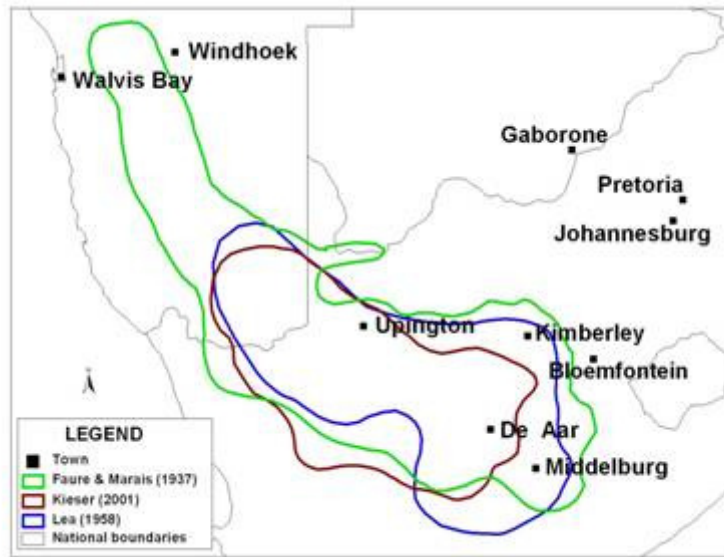 Windhoek
Walvis Bay
Gaborone
Pretoria
Johannesburg
Upington
Kimberley
Bloemfontein
De Aar
Middelburg
LEGEND
Town
Faure & Marais (1937)
Kieser (2001)
Lea (1958)
National boundaries